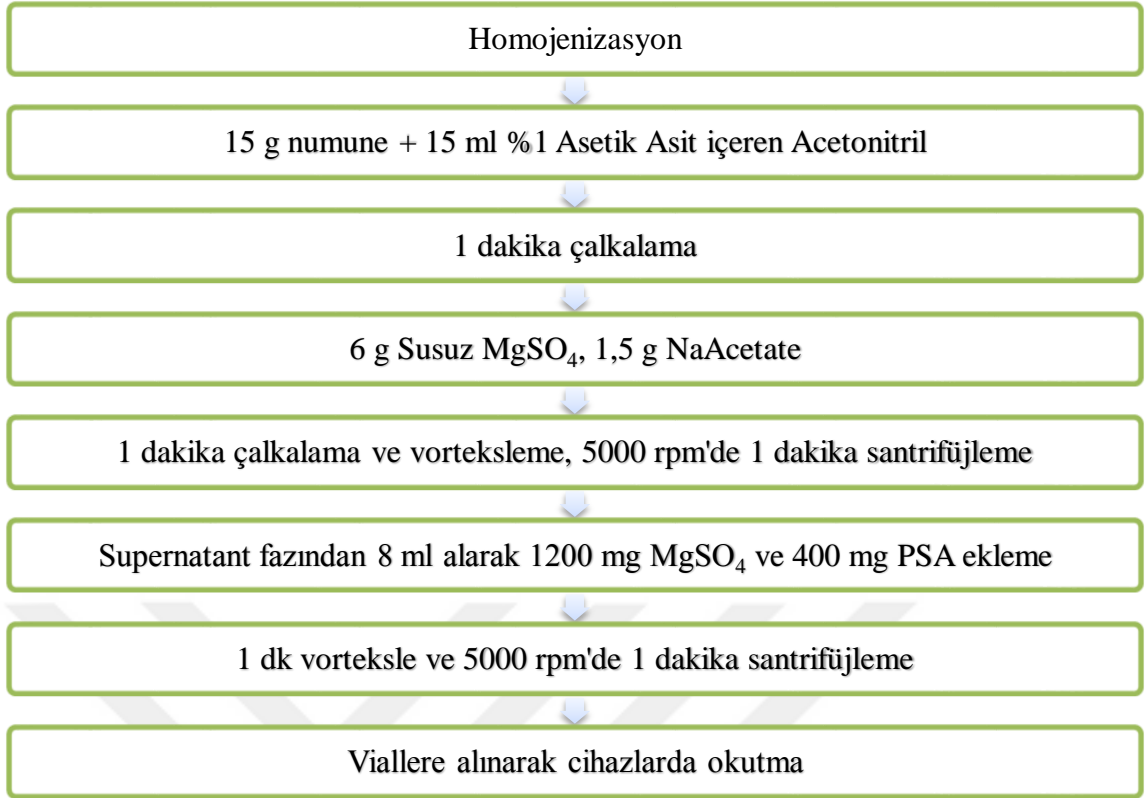 Homojenizasyon
15 g numune + 15 ml %1 Asetik Asit içeren Acetonitril
1 dakika çalkalama
6 g Susuz MgSO₄, 1,5 g NaAcetate
1 dakika çalkalama ve vorteksleme, 5000 rpm'de 1 dakika santrifüjleme
Supernatant fazından 8 ml alarak 1200 mg MgSO₄ ve 400 mg PSA ekleme
1 dk vorteksle ve 5000 rpm'de 1 dakika santrifüjleme
Viallere alınarak cihazlarda okutma